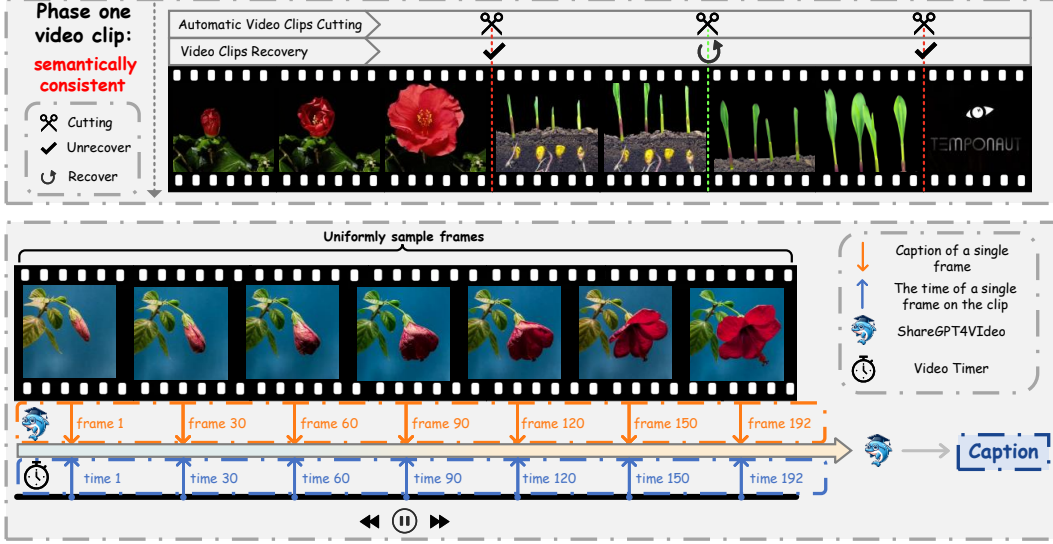 Phase one
video clip:
semantically
consistent
Cutting
Unrecover
Recover
Automatic Video Clips Cutting
Video Clips Recovery
TEMPONAUT
Uniformly sample frames
frame 1
frame 30
frame 60
frame 90
frame 120
frame 150
frame 192
time 1
time 30
time 60
time 90
time 120
time 150
time 192
Caption of a single
frame
The time of a single
frame on the clip
ShareGPT4VIdeo
Video Timer
Caption